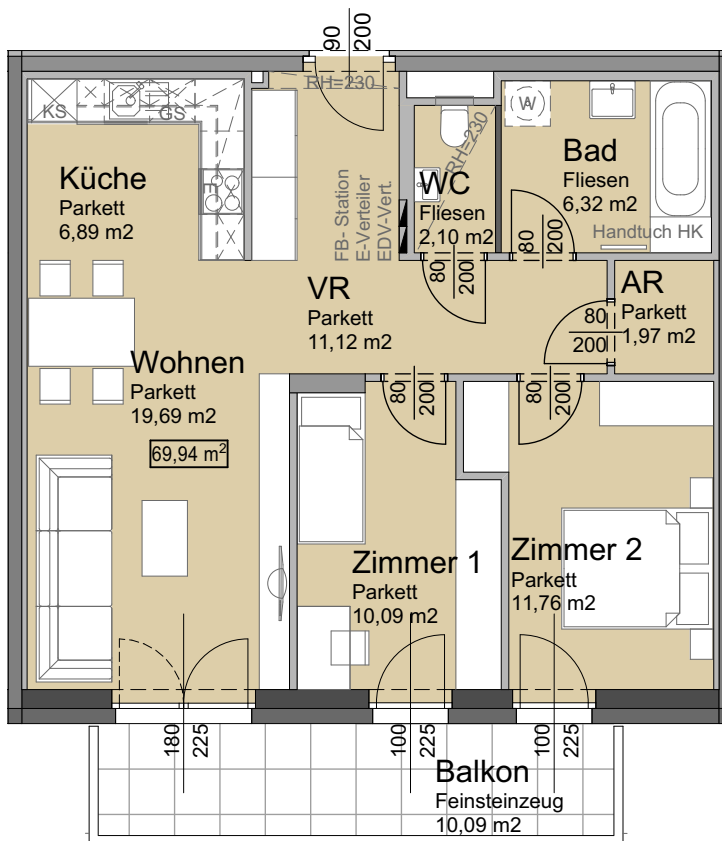 90
200
RH=230
KS
GS
E
Küche
Parkett
6,89 m2
FB- Station
E-Verteiler
EDV-Vert.
RH=230
WC
Fliesen
2,10 m2
W
Bad
Fliesen
6,32 m2
Handtuch HK
80
200
80
200
VR
Parkett
11,12 m2
AR
Parkett
1,97 m2
80
200
Wohnen
Parkett
19,69 m2
69,94 m²
80
200
80
200
Zimmer 1
Parkett
10,09 m2
Zimmer 2
Parkett
11,76 m2
180
225
100
225
100
225
Balkon
Feinsteinzeug
10,09 m2